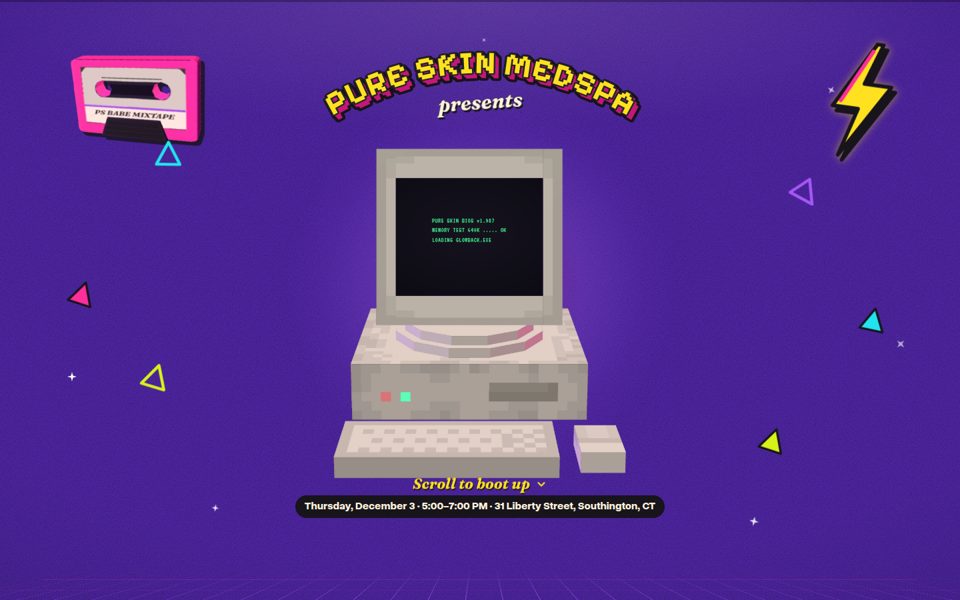 PURE SKIN MEDSPA
presents
PS BABE MIXTAPE
PURE SKIN BIOS v1.987
MEMORY TEST 640K ..... OK
LOADING GLOWBACK.EXE
Scroll to boot up
Thursday, December 3 · 5:00–7:00 PM · 31 Liberty Street, Southington, CT